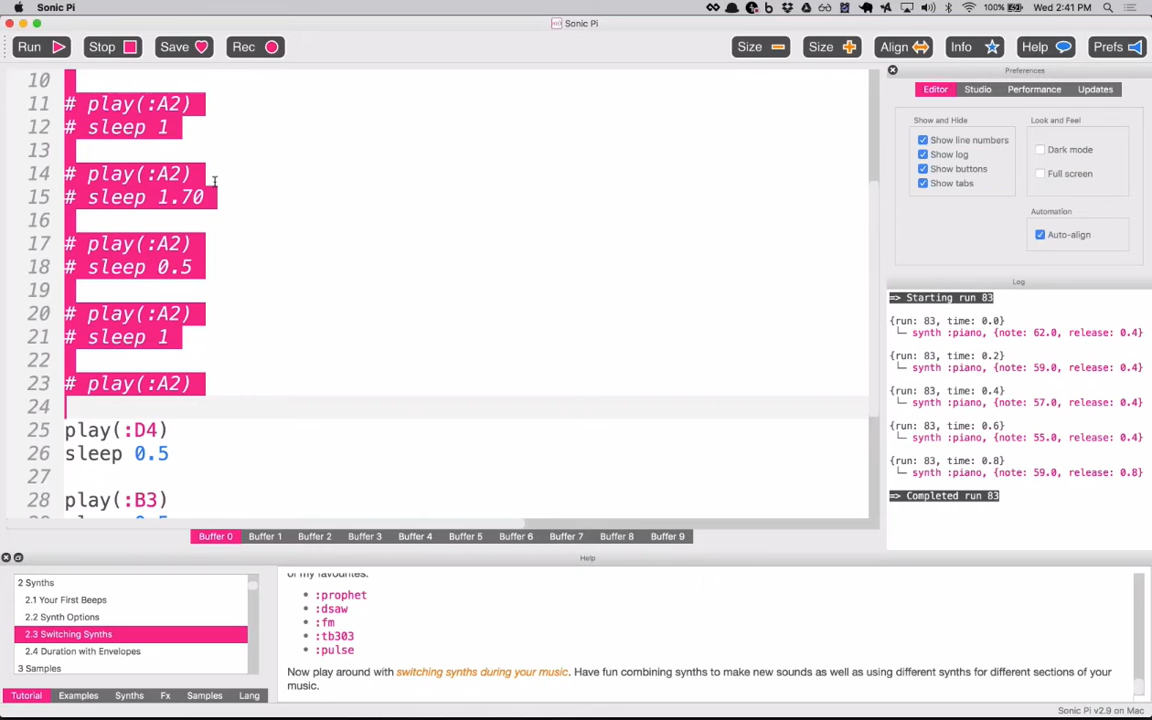 Sonic Pi
100%
Wed 2:41 PM
Sonic Pi
Run
Stop
Save
Rec
Size
Size
Align
Info
Help
Prefs
10
11 # play(:A2)
12 # sleep 1
13
14 # play(:A2)
15 # sleep 1.70
16
17 # play(:A2)
18 # sleep 0.5
19
20 # play(:A2)
21 # sleep 1
22
23 # play(:A2)
24
25 play(:D4)
26 sleep 0.5
27
28 play(:B3)
Preferences
Editor
Studio
Performance
Updates
Show and Hide
Show line numbers
Show log
Show buttons
Show tabs
Look and Feel
Dark mode
Full screen
Automation
Auto-align
Log
=> Starting run 83
{run: 83, time: 0.0}
└─ synth :piano, {note: 62.0, release: 0.4}
{run: 83, time: 0.2}
└─ synth :piano, {note: 59.0, release: 0.4}
{run: 83, time: 0.4}
└─ synth :piano, {note: 57.0, release: 0.4}
{run: 83, time: 0.6}
└─ synth :piano, {note: 55.0, release: 0.4}
{run: 83, time: 0.8}
└─ synth :piano, {note: 59.0, release: 0.8}
=> Completed run 83
Buffer 0
Buffer 1
Buffer 2
Buffer 3
Buffer 4
Buffer 5
Buffer 6
Buffer 7
Buffer 8
Buffer 9
Help
2 Synths
2.1 Your First Beeps
2.2 Synth Options
2.3 Switching Synths
2.4 Duration with Envelopes
3 Samples
Tutorial
Examples
Synths
Fx
Samples
Lang
of my favourites.
• :prophet
• :dsaw
• :fm
• :tb303
• :pulse
Now play around with switching synths during your music. Have fun combining synths to make new sounds as well as using different synths for different sections of your
music.
Sonic Pi v2.9 on Mac